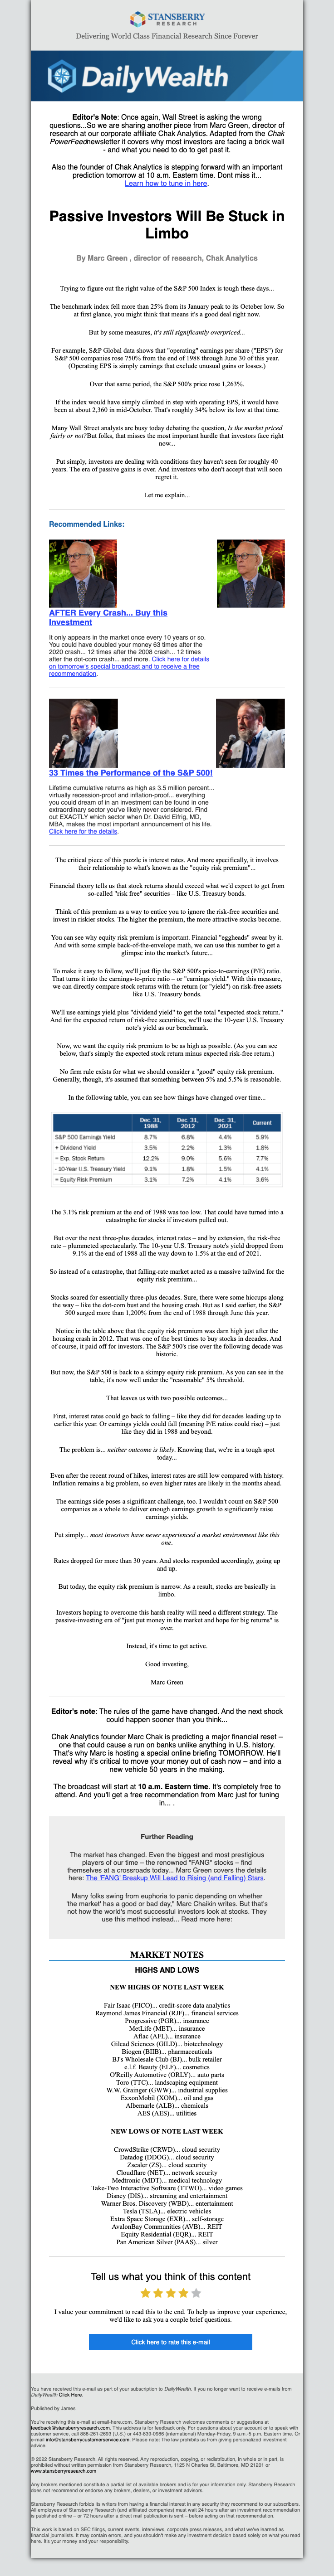 STANSBERRY
RESEARCH
Delivering World Class Financial Research Since Forever
DailyWealth
Editor's Note: Once again, Wall Street is asking the wrong
questions...So we are sharing another piece from Marc Green, director of
research at our corporate affiliate Chak Analytics. Adapted from the Chak
PowerFeednewsletter it covers why most investors are facing a brick wall
- and what you need to do to get past it.
Also the founder of Chak Analytics is stepping forward with an important
prediction tomorrow at 10 a.m. Eastern time. Dont miss it...
Learn how to tune in here.
Passive Investors Will Be Stuck in
Limbo
By Marc Green , director of research, Chak Analytics
Trying to figure out the right value of the S&P 500 Index is tough these days...
The benchmark index fell more than 25% from its January peak to its October low. So
at first glance, you might think that means it's a good deal right now.
But by some measures, it's still significantly overpriced...
For example, S&P Global data shows that "operating" earnings per share ("EPS") for
S&P 500 companies rose 750% from the end of 1988 through June 30 of this year.
(Operating EPS is simply earnings that exclude unusual gains or losses.)
Over that same period, the S&P 500's price rose 1,263%.
If the index would have simply climbed in step with operating EPS, it would have
been at about 2,360 in mid-October. That's roughly 34% below its low at that time.
Many Wall Street analysts are busy today debating the question, Is the market priced
fairly or not?But folks, that misses the most important hurdle that investors face right
now...
Put simply, investors are dealing with conditions they haven't seen for roughly 40
years. The era of passive gains is over. And investors who don't accept that will soon
regret it.
Let me explain...
Recommended Links:
AFTER Every Crash... Buy this
Investment
It only appears in the market once every 10 years or so.
You could have doubled your money 63 times after the
2020 crash... 12 times after the 2008 crash... 12 times
after the dot-com crash... and more. Click here for details
on tomorrow's special broadcast and to receive a free
recommendation.
33 Times the Performance of the S&P 500!
Lifetime cumulative returns as high as 3.5 million percent...
virtually recession-proof and inflation-proof... everything
you could dream of in an investment can be found in one
extraordinary sector you've likely never considered. Find
out EXACTLY which sector when Dr. David Eifrig, MD,
MBA, makes the most important announcement of his life.
Click here for the details.
The critical piece of this puzzle is interest rates. And more specifically, it involves
their relationship to what's known as the "equity risk premium"...
Financial theory tells us that stock returns should exceed what we'd expect to get from
so-called "risk free" securities – like U.S. Treasury bonds.
Think of this premium as a way to entice you to ignore the risk-free securities and
invest in riskier stocks. The higher the premium, the more attractive stocks become.
You can see why equity risk premium is important. Financial "eggheads" swear by it.
And with some simple back-of-the-envelope math, we can use this number to get a
glimpse into the market's future...
To make it easy to follow, we'll just flip the S&P 500's price-to-earnings (P/E) ratio.
That turns it into the earnings-to-price ratio – or "earnings yield." With this measure,
we can directly compare stock returns with the return (or "yield") on risk-free assets
like U.S. Treasury bonds.
We'll use earnings yield plus "dividend yield" to get the total "expected stock return."
And for the expected return of risk-free securities, we'll use the 10-year U.S. Treasury
note's yield as our benchmark.
Now, we want the equity risk premium to be as high as possible. (As you can see
below, that's simply the expected stock return minus expected risk-free return.)
No firm rule exists for what we should consider a "good" equity risk premium.
Generally, though, it's assumed that something between 5% and 5.5% is reasonable.
In the following table, you can see how things have changed over time...
Dec. 31, 1988 Dec. 31, 2012 Dec. 31, 2021 Current
S&P 500 Earnings Yield 8.7% 6.8% 4.4% 5.9%
+ Dividend Yield 3.5% 2.2% 1.3% 1.8%
= Exp. Stock Return 12.2% 9.0% 5.6% 7.7%
- 10-Year U.S. Treasury Yield 9.1% 1.8% 1.5% 4.1%
= Equity Risk Premium 3.1% 7.2% 4.1% 3.6%
The 3.1% risk premium at the end of 1988 was too low. That could have turned into a
catastrophe for stocks if investors pulled out.
But over the next three-plus decades, interest rates – and by extension, the risk-free
rate – plummeted spectacularly. The 10-year U.S. Treasury note's yield dropped from
9.1% at the end of 1988 all the way down to 1.5% at the end of 2021.
So instead of a catastrophe, that falling-rate market acted as a massive tailwind for the
equity risk premium...
Stocks soared for essentially three-plus decades. Sure, there were some hiccups along
the way – like the dot-com bust and the housing crash. But as I said earlier, the S&P
500 surged more than 1,200% from the end of 1988 through June this year.
Notice in the table above that the equity risk premium was darn high just after the
housing crash in 2012. That was one of the best times to buy stocks in decades. And
of course, it paid off for investors. The S&P 500's rise over the following decade was
historic.
But now, the S&P 500 is back to a skimpy equity risk premium. As you can see in the
table, it's now well under the "reasonable" 5% threshold.
That leaves us with two possible outcomes...
First, interest rates could go back to falling – like they did for decades leading up to
earlier this year. Or earnings yields could fall (meaning P/E ratios could rise) – just
like they did in 1988 and beyond.
The problem is... neither outcome is likely. Knowing that, we're in a tough spot
today...
Even after the recent round of hikes, interest rates are still low compared with history.
Inflation remains a big problem, so even higher rates are likely in the months ahead.
The earnings side poses a significant challenge, too. I wouldn't count on S&P 500
companies as a whole to deliver enough earnings growth to significantly raise
earnings yields.
Put simply... most investors have never experienced a market environment like this
one.
Rates dropped for more than 30 years. And stocks responded accordingly, going up
and up.
But today, the equity risk premium is narrow. As a result, stocks are basically in
limbo.
Investors hoping to overcome this harsh reality will need a different strategy. The
passive-investing era of "just put money in the market and hope for big returns" is
over.
Instead, it's time to get active.
Good investing,
Marc Green
Editor's note: The rules of the game have changed. And the next shock
could happen sooner than you think...
Chak Analytics founder Marc Chak is predicting a major financial reset –
one that could cause a run on banks unlike anything in U.S. history.
That's why Marc is hosting a special online briefing TOMORROW. He'll
reveal why it's critical to move your money out of cash now – and into a
new vehicle 50 years in the making.
The broadcast will start at 10 a.m. Eastern time. It's completely free to
attend. And you'll get a free recommendation from Marc just for tuning
in... .
Further Reading
The market has changed. Even the biggest and most prestigious
players of our time – the renowned "FANG" stocks – find
themselves at a crossroads today... Marc Green covers the details
here: The 'FANG' Breakup Will Lead to Rising (and Falling) Stars.
Many folks swing from euphoria to panic depending on whether
'the market' has a good or bad day," Marc Chaikin writes. But that's
not how the world's most successful investors look at stocks. They
use this method instead... Read more here:
MARKET NOTES
HIGHS AND LOWS
NEW HIGHS OF NOTE LAST WEEK
Fair Isaac (FICO)... credit-score data analytics
Raymond James Financial (RJF)... financial services
Progressive (PGR)... insurance
MetLife (MET)... insurance
Aflac (AFL)... insurance
Gilead Sciences (GILD)... biotechnology
Biogen (BIIB)... pharmaceuticals
BJ's Wholesale Club (BJ)... bulk retailer
e.l.f. Beauty (ELF)... cosmetics
O'Reilly Automotive (ORLY)... auto parts
Toro (TTC)... landscaping equipment
W.W. Grainger (GWW)... industrial supplies
ExxonMobil (XOM)... oil and gas
Albemarle (ALB)... chemicals
AES (AES)... utilities
NEW LOWS OF NOTE LAST WEEK
CrowdStrike (CRWD)... cloud security
Datadog (DDOG)... cloud security
Zscaler (ZS)... cloud security
Cloudflare (NET)... network security
Medtronic (MDT)... medical technology
Take-Two Interactive Software (TTWO)... video games
Disney (DIS)... streaming and entertainment
Warner Bros. Discovery (WBD)... entertainment
Tesla (TSLA)... electric vehicles
Extra Space Storage (EXR)... self-storage
AvalonBay Communities (AVB)... REIT
Equity Residential (EQR)... REIT
Pan American Silver (PAAS)... silver
Tell us what you think of this content
I value your commitment to read this to the end. To help us improve your experience,
we'd like to ask you a couple brief questions.
Click here to rate this e-mail
You have received this e-mail as part of your subscription to DailyWealth. If you no longer want to receive e-mails from
DailyWealth Click Here.
Published by James
You're receiving this e-mail at email-here.com. Stansberry Research welcomes comments or suggestions at
feedback@stansberryresearch.com. This address is for feedback only. For questions about your account or to speak with
customer service, call 888-261-2693 (U.S.) or 443-839-0986 (international) Monday-Friday, 9 a.m.-5 p.m. Eastern time. Or
e-mail info@stansberrycustomerservice.com. Please note: The law prohibits us from giving personalized investment
advice.
© 2022 Stansberry Research. All rights reserved. Any reproduction, copying, or redistribution, in whole or in part, is
prohibited without written permission from Stansberry Research, 1125 N Charles St, Baltimore, MD 21201 or
www.stansberryresearch.com
Any brokers mentioned constitute a partial list of available brokers and is for your information only. Stansberry Research
does not recommend or endorse any brokers, dealers, or investment advisors.
Stansberry Research forbids its writers from having a financial interest in any security they recommend to our subscribers.
All employees of Stansberry Research (and affiliated companies) must wait 24 hours after an investment recommendation
is published online – or 72 hours after a direct mail publication is sent – before acting on that recommendation.
This work is based on SEC filings, current events, interviews, corporate press releases, and what we've learned as
financial journalists. It may contain errors, and you shouldn't make any investment decision based solely on what you read
here. It's your money and your responsibility.